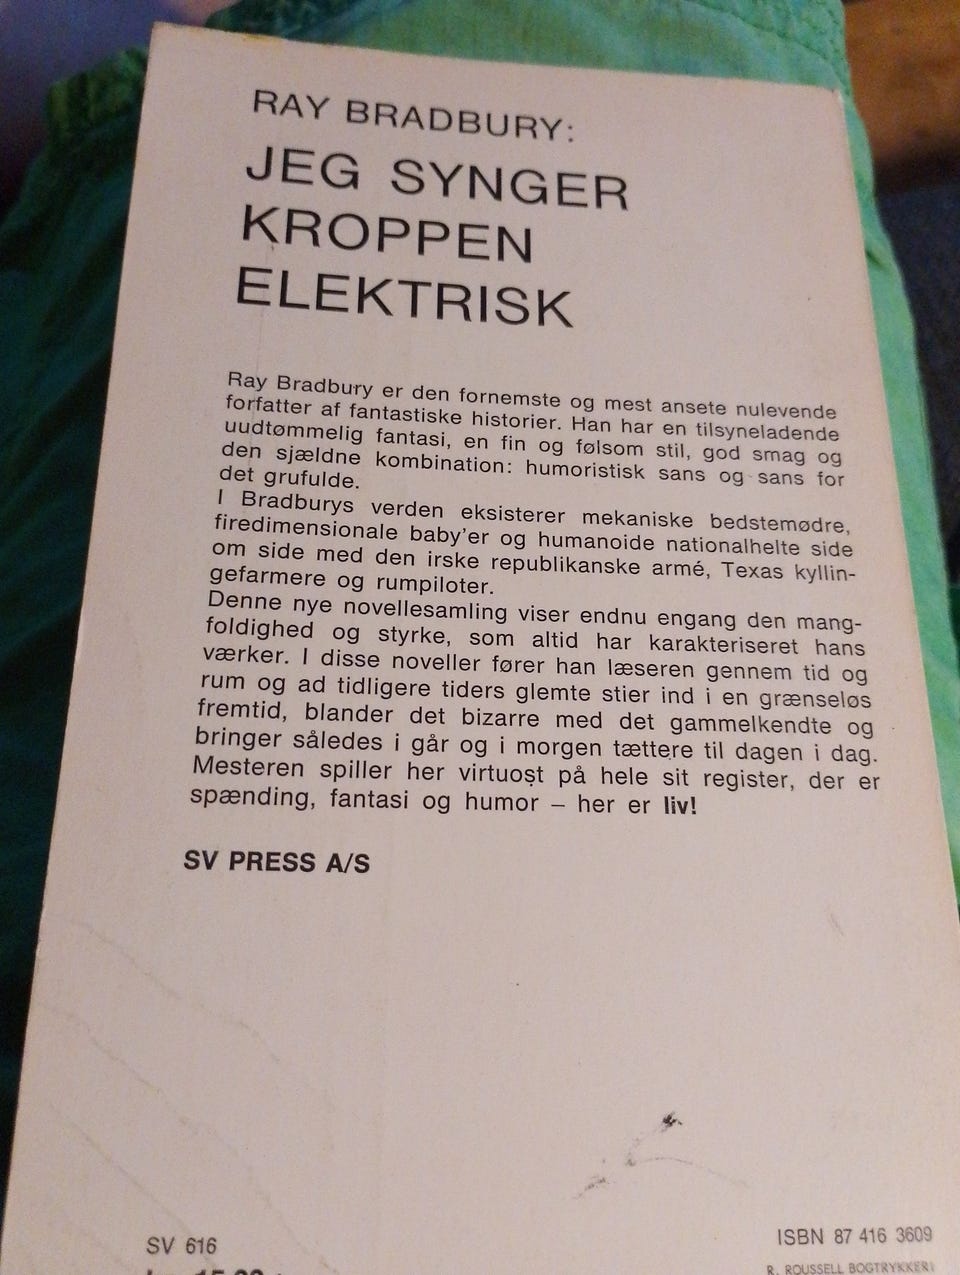 RAY BRADBURY:
JEG SYNGER
KROPPEN
ELEKTRISK
Ray Bradbury er den fornemste og mest ansete nulevende
forfatter af fantastiske historier. Han har en tilsyneladende
uudtømmelig fantasi, en fin og følsom stil, god smag og
den sjældne kombination: humoristisk sans og sans for
det grufulde.
I Bradburys verden eksisterer mekaniske bedstemødre,
firedimensionale baby'er og humanoide nationalhelte side
om side med den irske republikanske armé, Texas kyllin-
gefarmere og rumpiloter.
Denne nye novellesamling viser endnu engang den mang-
foldighed og styrke, som altid har karakteriseret hans
værker. I disse noveller fører han læseren gennem tid og
rum og ad tidligere tiders glemte stier ind i en grænseløs
fremtid, blander det bizarre med det gammelkendte og
bringer således i går og i morgen tættere til dagen i dag.
Mesteren spiller her virtuost på hele sit register, der er
spænding, fantasi og humor – her er liv!
SV PRESS A/S
SV 616
ISBN 87 416 3609
R. ROUSSELL BOGTRYKKERI